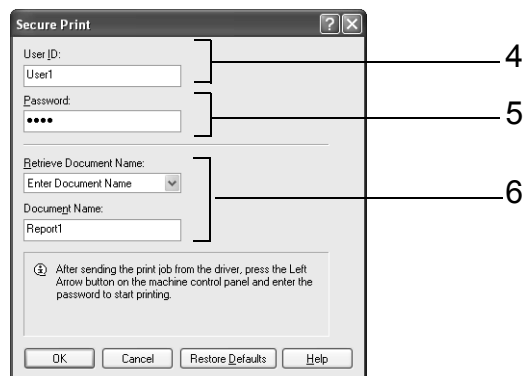 Secure Print
User ID:
User1
4
Password:
••••
5
Retrieve Document Name:
Enter Document Name
6
Document Name:
Report1
After sending the print job from the driver, press the Left
Arrow button on the machine control panel and enter the
password to start printing.
OK Cancel Restore Defaults Help